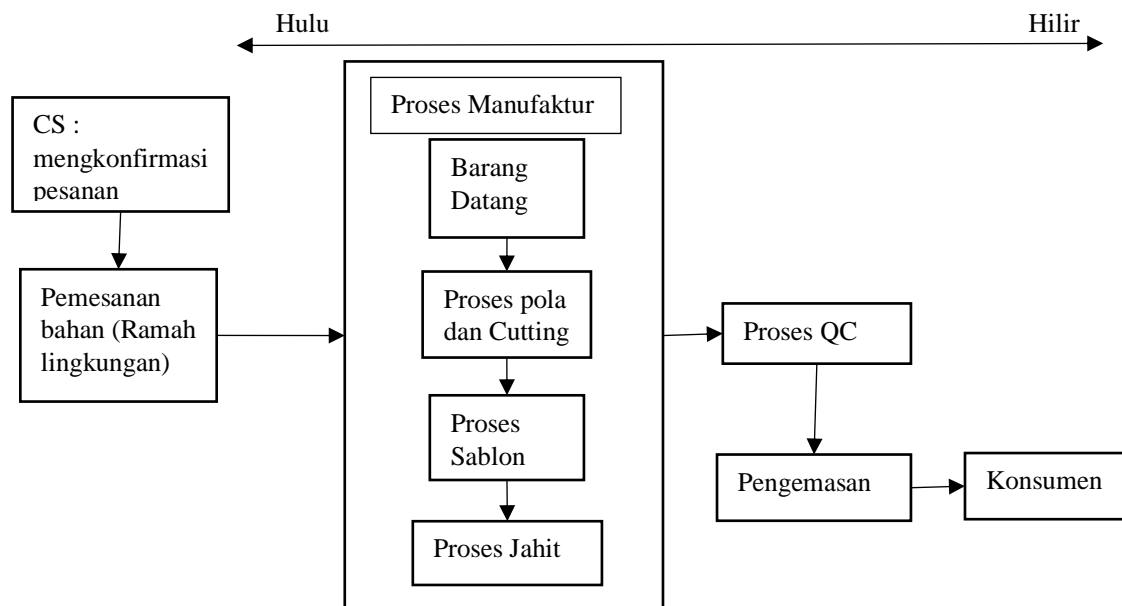 Hulu
Hilir
CS :
mengkonfirmasi
pesanan
Pemesanan
bahan (Ramah
lingkungan)
Proses Manufaktur
Barang
Datang
Proses pola
dan Cutting
Proses
Sablon
Proses Jahit
Proses QC
Pengemasan
Konsumen